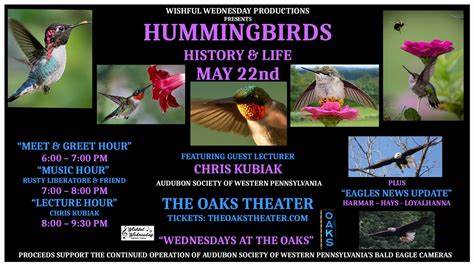 WISHFUL WEDNESDAY PRODUCTIONS
PRESENTS
HUMMINGBIRDS
HISTORY & LIFE
MAY 22nd
"MEET & GREET HOUR"
6:00 – 7:00 PM
"MUSIC HOUR"
RUSTY LIBERATORE & FRIEND
7:00 – 8:00 PM
"LECTURE HOUR"
CHRIS KUBIAK
8:00 – 9:30 PM
FEATURING GUEST LECTURER
CHRIS KUBIAK
AUDUBON SOCIETY OF WESTERN PENNSYLVANIA
THE OAKS THEATER
TICKETS: THEOAKSTHEATER.COM
Wishful
Wednesday
"WEDNESDAYS AT THE OAKS"
OAKS
PLUS
"EAGLES NEWS UPDATE"
HARMAR – HAYS - LOYALHANNA
PROCEEDS SUPPORT THE CONTINUED OPERATION OF AUDUBON SOCIETY OF WESTERN PENNSYLVANIA'S BALD EAGLE CAMERAS